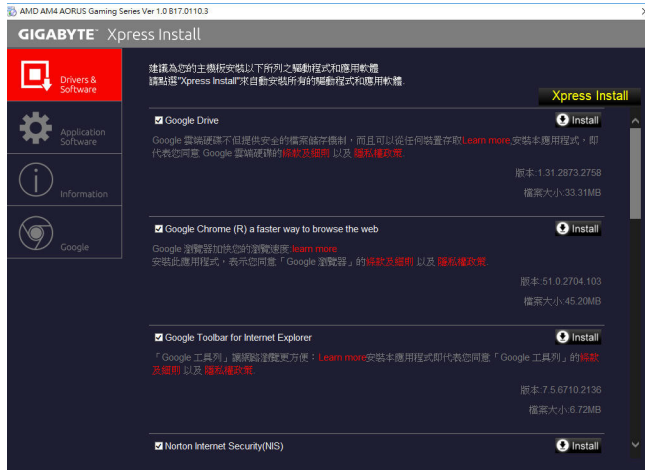 AMD AM4 AORUS Gaming Series Ver 1.0 B17.0110.3
GIGABYTE™ Xpress Install
Drivers &
Software
Application
Software
Information
Google
建議為您的主機板安裝以下所列之驅動程式和應用軟體
請點選"Xpress Install"來自動安裝所有的驅動程式和應用軟體.
Xpress Install
Google Drive
Install
Google 雲端硬碟不但提供安全的檔案儲存機制，而且可以從任何裝置存取Learn more.安裝本應用程式，即
代表您同意 Google 雲端硬碟的條款及細則 以及 隱私權政策.
版本:1.31.2873.2758
檔案大小:33.31MB
Google Chrome (R) a faster way to browse the web
Install
Google 瀏覽器加快您的瀏覽速度:learn more
安裝此應用程式，表示您同意「Google 瀏覽器」的條款及細則 以及 隱私權政策.
版本:51.0.2704.103
檔案大小:45.20MB
Google Toolbar for Internet Explorer
Install
「Google 工具列」讓網路瀏覽更方便：Learn more安裝本應用程式即代表您同意「Google 工具列」的條款
及細則 以及 隱私權政策.
版本:7.5.6710.2136
檔案大小:6.72MB
Norton Internet Security(NIS)
Install